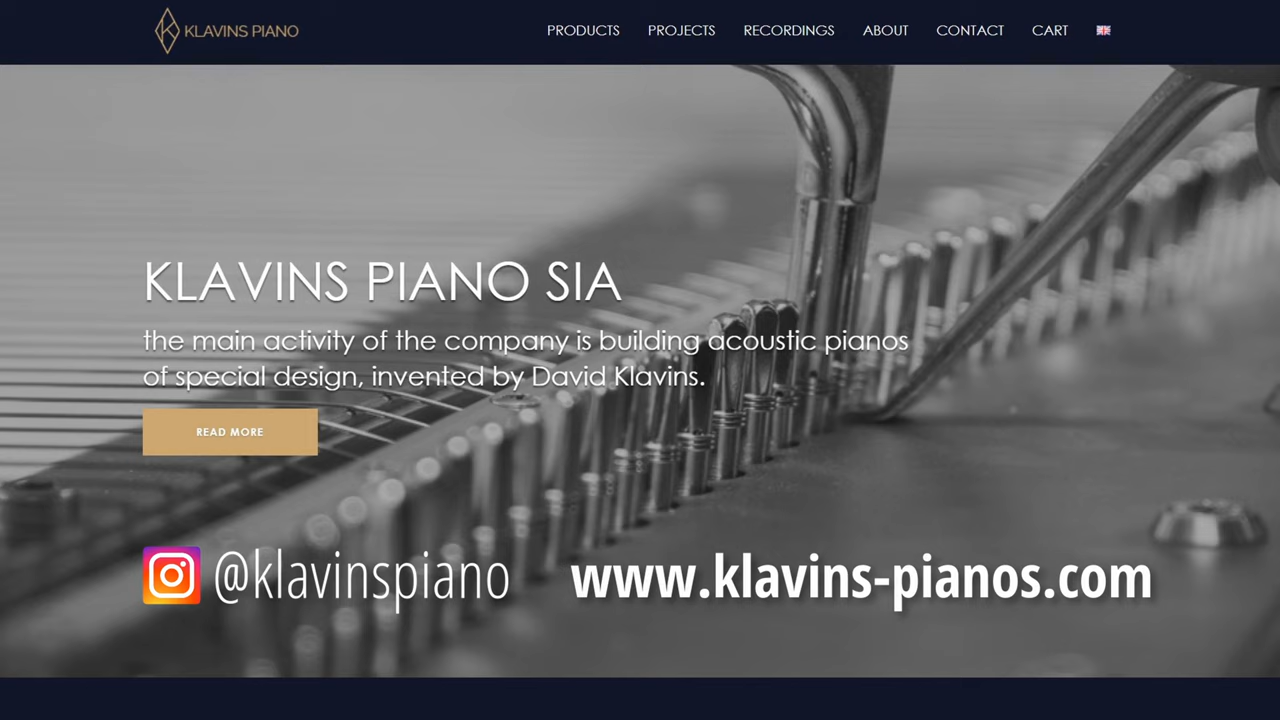 KLAVINS PIANO
PRODUCTS PROJECTS RECORDINGS ABOUT CONTACT CART
KLAVINS PIANO SIA
the main activity of the company is building acoustic pianos
of special design, invented by David Klavins.
READ MORE
@klavinspiano www.klavins-pianos.com